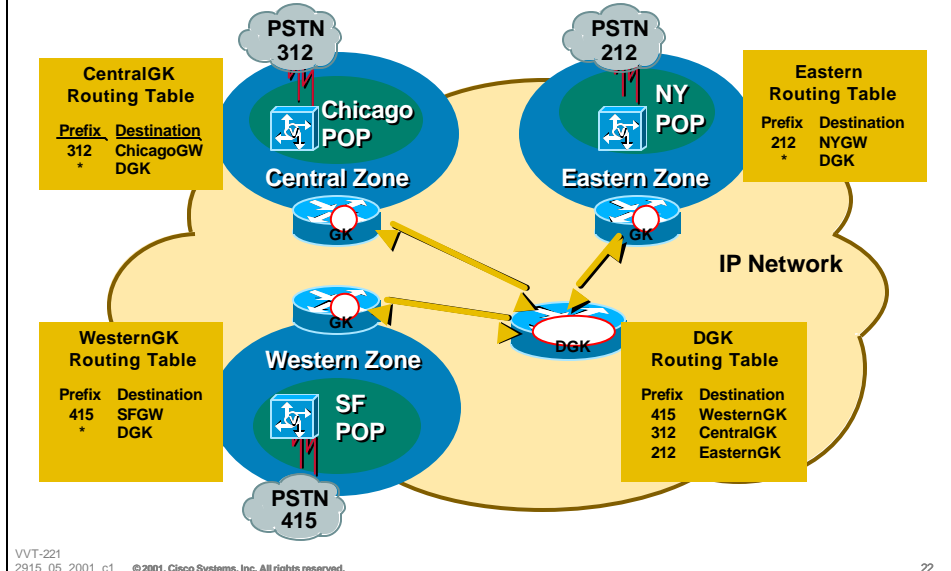 PSTN
312
PSTN
212
CentralGK
Routing Table
Prefix Destination
312 ChicagoGW
* DGK
Chicago
POP
Central Zone
GK
NY
POP
Eastern Zone
GK
Eastern
Routing Table
Prefix Destination
212 NYGW
* DGK
IP Network
WesternGK
Routing Table
Prefix Destination
415 SFGW
* DGK
GK
Western Zone
SF
POP
PSTN
415
DGK
DGK
Routing Table
Prefix Destination
415 WesternGK
312 CentralGK
212 EasternGK
VVT-221
2915_05_2001_c1 © 2001, Cisco Systems, Inc. All rights reserved. 22